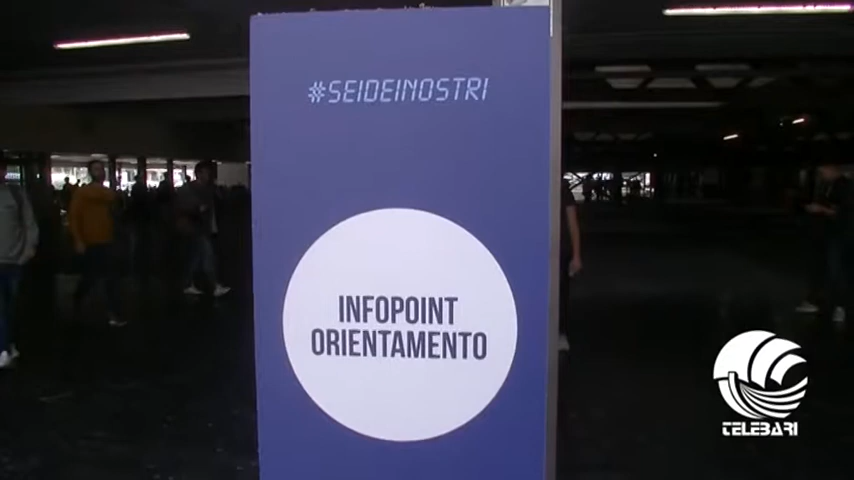 #SEIDEINOSTRI
INFOPOINT
ORIENTAMENTO
TELEBARI